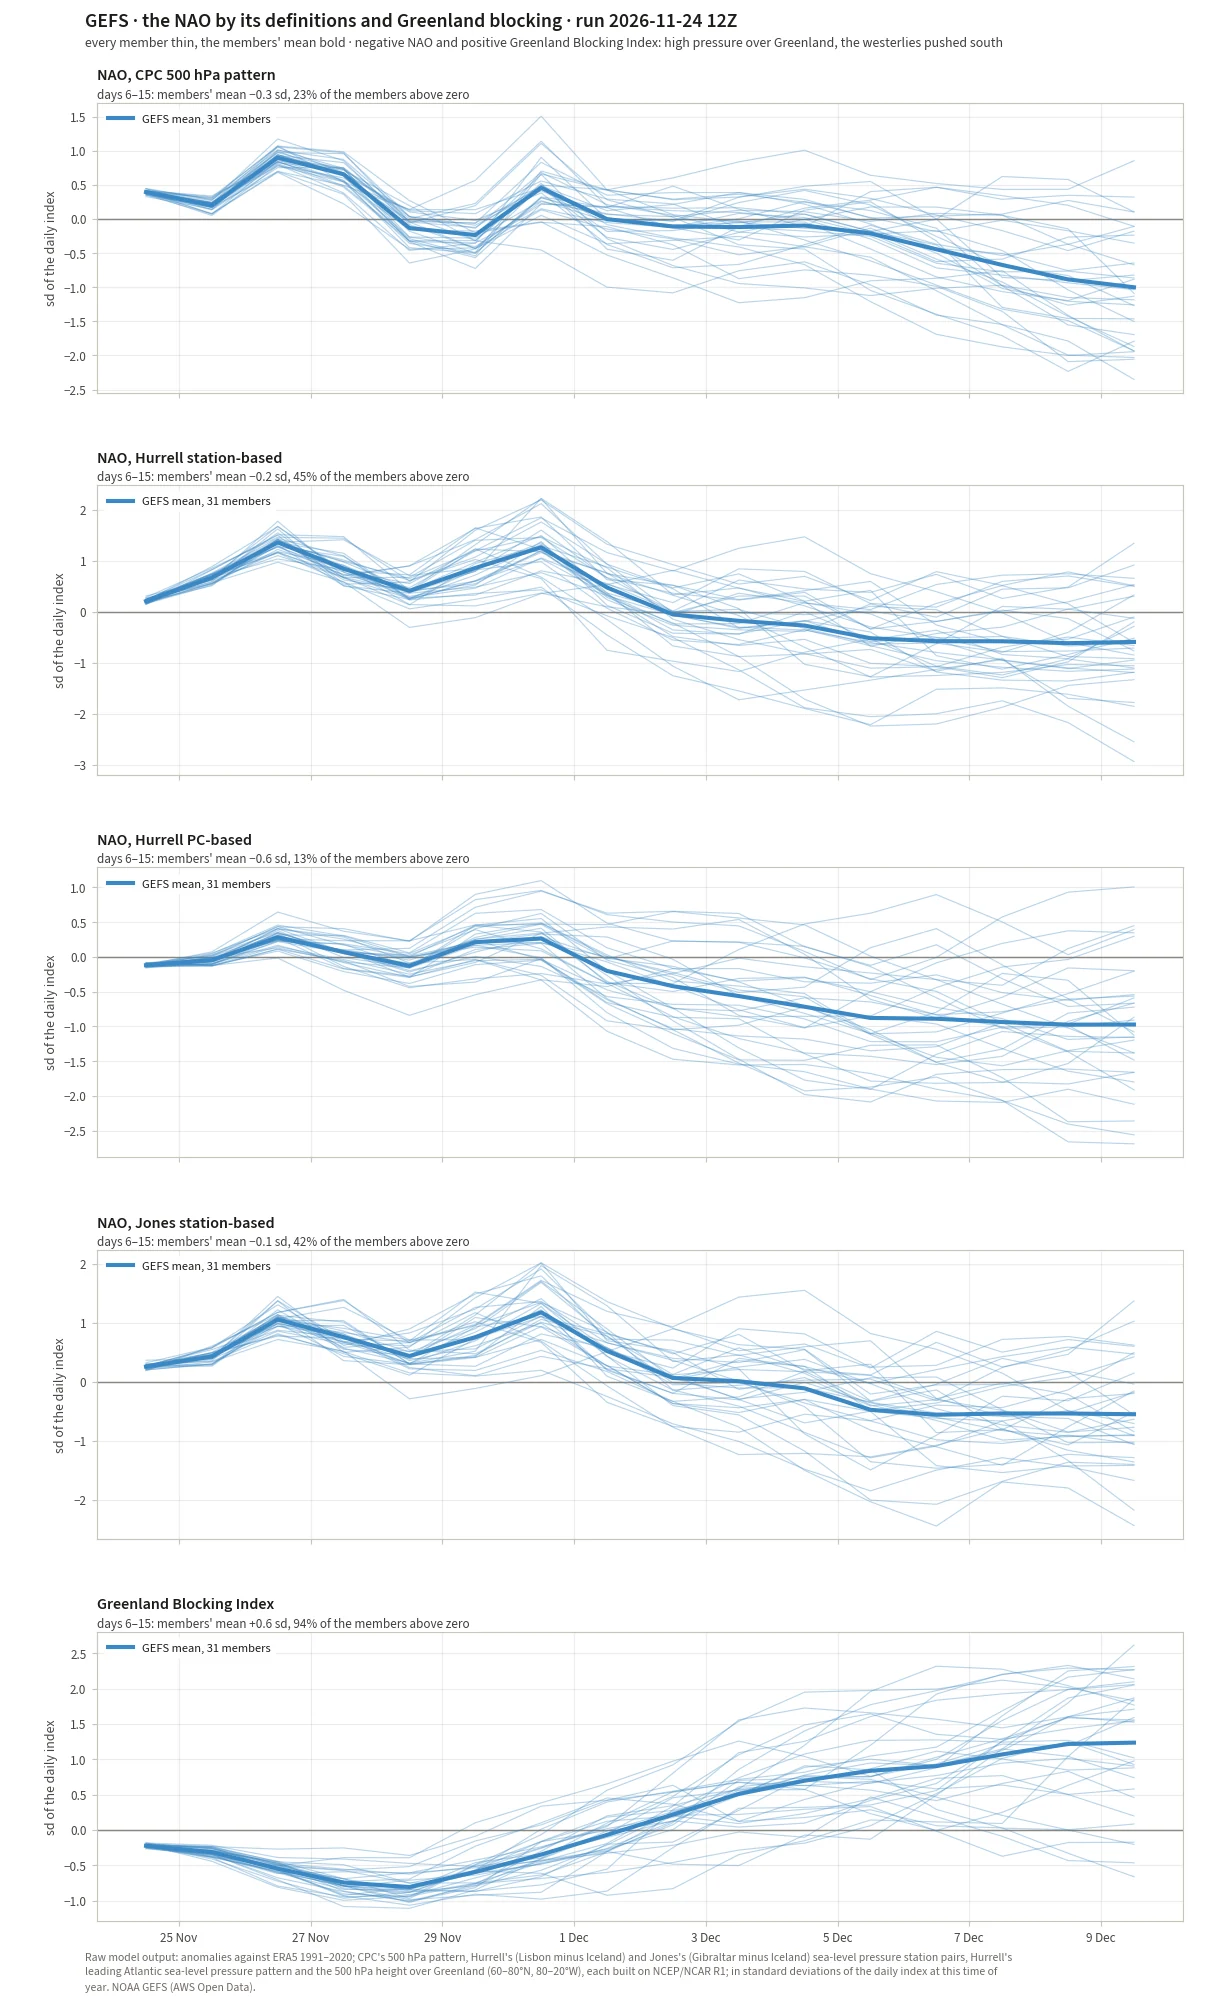 GEFS · the NAO by its definitions and Greenland blocking · run 2026-11-24 12Z
every member thin, the members' mean bold · negative NAO and positive Greenland Blocking Index: high pressure over Greenland, the westerlies pushed south
NAO, CPC 500 hPa pattern
days 6–15: members' mean −0.3 sd, 23% of the members above zero
GEFS mean, 31 members
sd of the daily index
1.5
1.0
0.5
0.0
−0.5
−1.0
−1.5
−2.0
−2.5
NAO, Hurrell station-based
days 6–15: members' mean −0.2 sd, 45% of the members above zero
GEFS mean, 31 members
sd of the daily index
2
1
0
−1
−2
−3
NAO, Hurrell PC-based
days 6–15: members' mean −0.6 sd, 13% of the members above zero
GEFS mean, 31 members
sd of the daily index
1.0
0.5
0.0
−0.5
−1.0
−1.5
−2.0
−2.5
NAO, Jones station-based
days 6–15: members' mean −0.1 sd, 42% of the members above zero
GEFS mean, 31 members
sd of the daily index
2
1
0
−1
−2
Greenland Blocking Index
days 6–15: members' mean +0.6 sd, 94% of the members above zero
GEFS mean, 31 members
sd of the daily index
2.5
2.0
1.5
1.0
0.5
0.0
−0.5
−1.0
25 Nov 27 Nov 29 Nov 1 Dec 3 Dec 5 Dec 7 Dec 9 Dec
Raw model output: anomalies against ERA5 1991–2020; CPC's 500 hPa pattern, Hurrell's (Lisbon minus Iceland) and Jones's (Gibraltar minus Iceland) sea-level pressure station pairs, Hurrell's
leading Atlantic sea-level pressure pattern and the 500 hPa height over Greenland (60–80°N, 80–20°W), each built on NCEP/NCAR R1; in standard deviations of the daily index at this time of
year. NOAA GEFS (AWS Open Data).